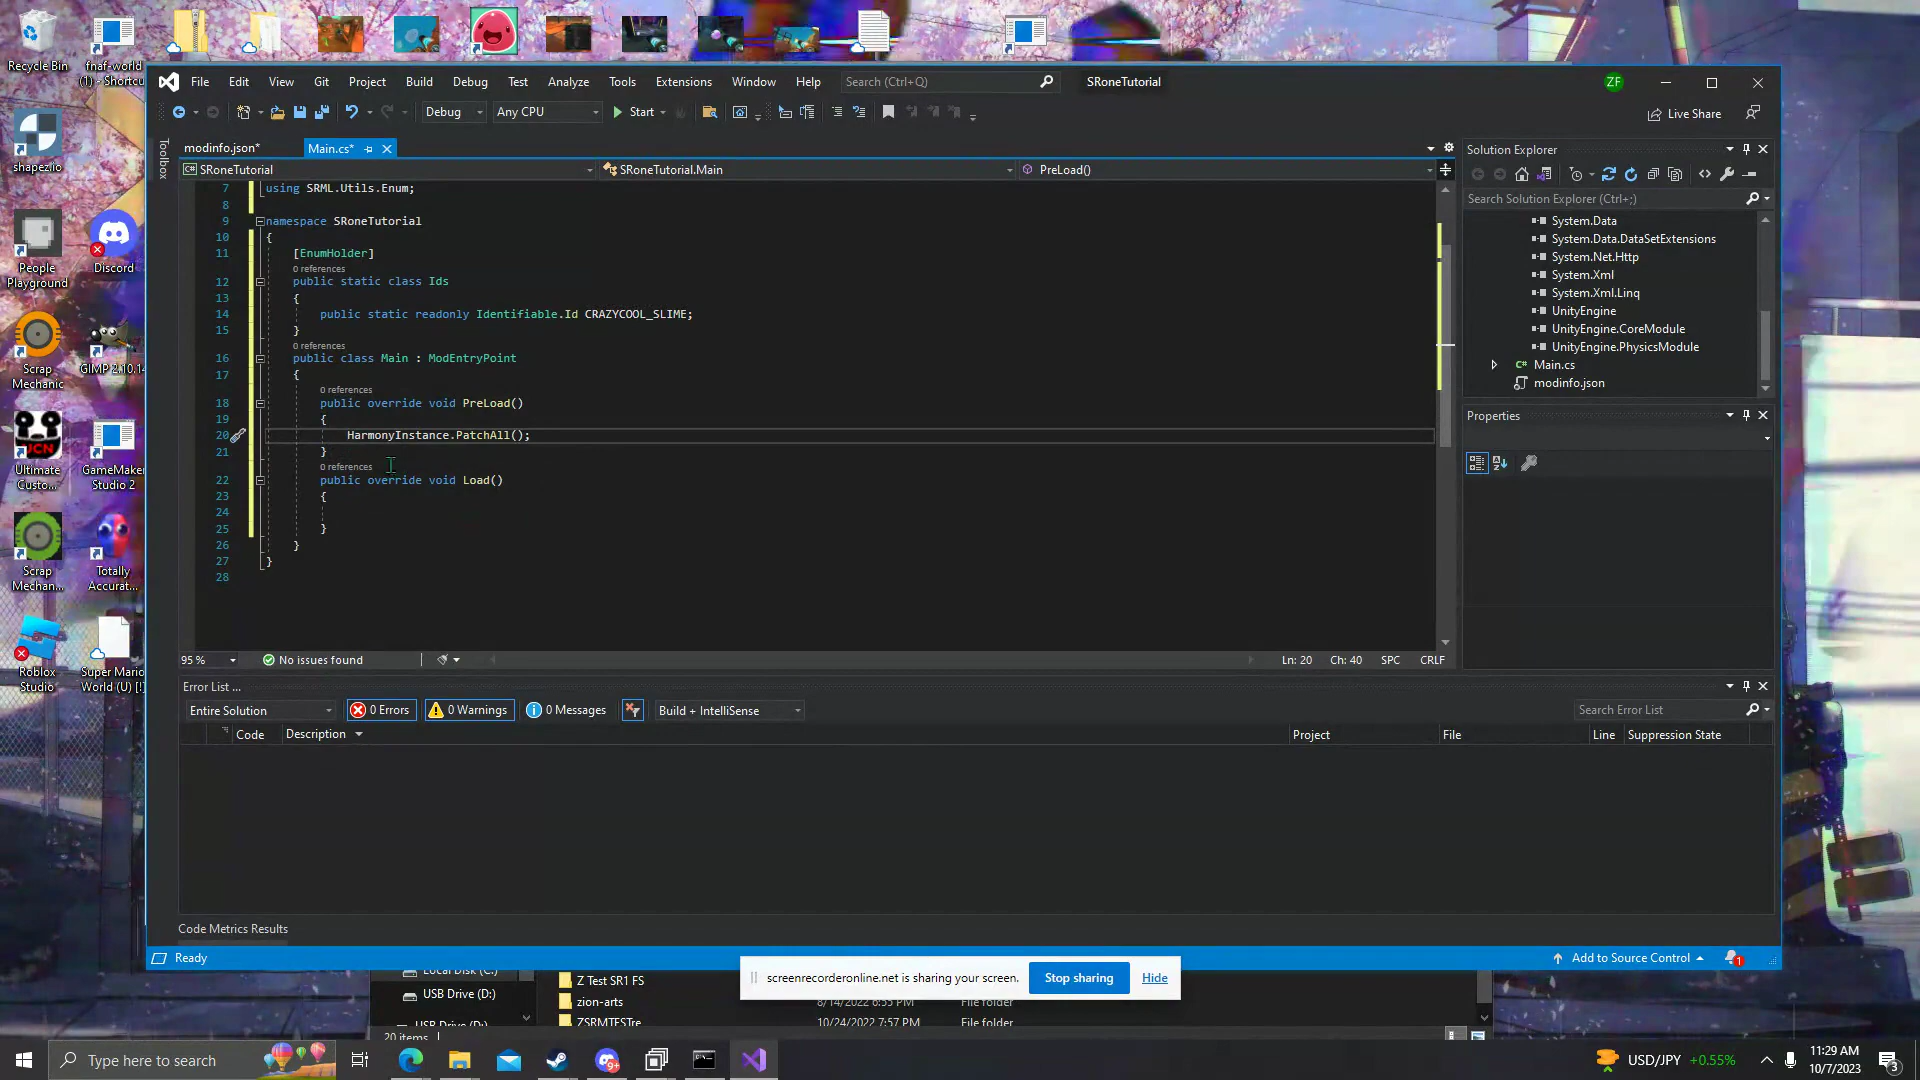 Recycle Bin
fnaf-world
(1) - Shortcu
File Edit View Git Project Build Debug Test Analyze Tools Extensions Window Help Search (Ctrl+Q) SRoneTutorial ZF
Debug Any CPU Start Live Share
Toolbox
modinfo.json* Main.cs*
SRoneTutorial SRoneTutorial.Main PreLoad()
7 using SRML.Utils.Enum;
8
9 namespace SRoneTutorial
10 {
11 [EnumHolder]
0 references
12 public static class Ids
13 {
14 public static readonly Identifiable.Id CRAZYCOOL_SLIME;
15 }
0 references
16 public class Main : ModEntryPoint
17 {
0 references
18 public override void PreLoad()
19 {
20 HarmonyInstance.PatchAll();
21 }
0 references
22 public override void Load()
23 {
24
25 }
26 }
27 }
28
95 % No issues found Ln: 20 Ch: 40 SPC CRLF
Solution Explorer
Search Solution Explorer (Ctrl+;)
System.Data
System.Data.DataSetExtensions
System.Net.Http
System.Xml
System.Xml.Linq
UnityEngine
UnityEngine.CoreModule
UnityEngine.PhysicsModule
Main.cs
modinfo.json
Properties
Error List ...
Entire Solution 0 Errors 0 Warnings 0 Messages Build + IntelliSense Search Error List
Code Description Project File Line Suppression State
Code Metrics Results
Ready Add to Source Control 1
shapezlio
People
Playground
Discord
Scrap
Mechanic
GIMP 2.10.14
UCN
Ultimate
Custo...
GameMaker
Studio 2
Scrap
Mechan...
Totally
Accurat...
Roblox
Studio
Super Mario
World (U) [!]
Local Disk (C:)
USB Drive (D:)
USB Drive (D:)
Z Test SR1 FS
zion-arts 8/14/2022 6:55 PM File folder
ZSRMTESTre 10/24/2022 7:57 PM File folder
20 items
screenrecorderonline.net is sharing your screen. Stop sharing Hide
Type here to search
9+
USD/JPY +0.55%
11:29 AM
10/7/2023
3